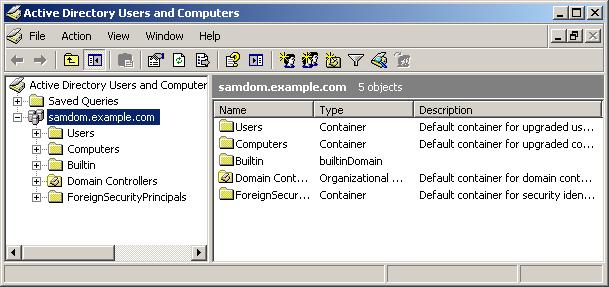 Active Directory Users and Computers
File Action View Window Help
Active Directory Users and Computer
Saved Queries
samdom.example.com
Users
Computers
Builtin
Domain Controllers
ForeignSecurityPrincipals
samdom.example.com 5 objects
Name Type Description
Users Container Default container for upgraded us...
Computers Container Default container for upgraded co...
Builtin builtinDomain
Domain Cont... Organizational ... Default container for domain cont...
ForeignSecur... Container Default container for security iden...